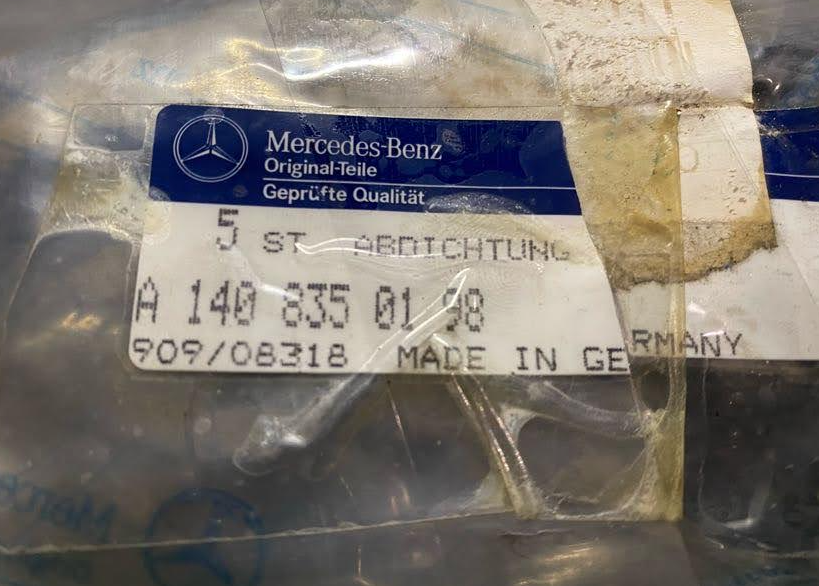 Mercedes-Benz
Original-Teile
Geprüfte Qualität
5 ST ABDICHTUNG
A 140 835 01 98
909/08318 MADE IN GERMANY